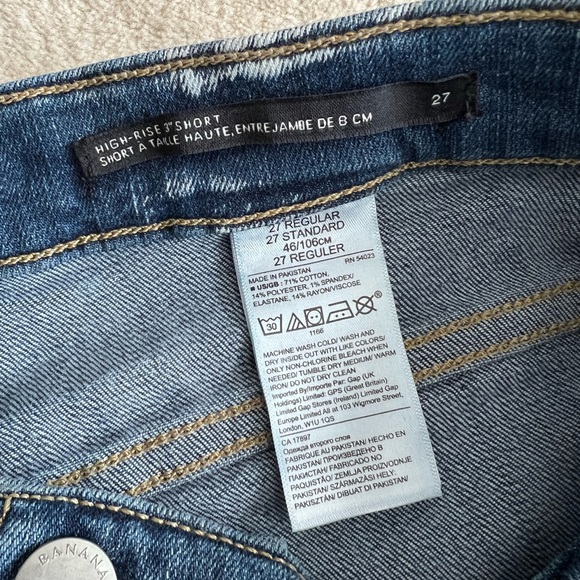 HIGH-RISE 3" SHORT
SHORT À TAILLE HAUTE, ENTREJAMBE DE 8 CM
27
27 REGULAR
27 STANDARD
46/106CM
27 REGULER
MADE IN PAKISTAN RN 54023
■ US/GB: 71% COTTON,
14% POLYESTER, 1% SPANDEX/
ELASTANE, 14% RAYON/VISCOSE
30
1166
MACHINE WASH COLD/ WASH AND
DRY INSIDE OUT WITH LIKE COLORS/
ONLY NON-CHLORINE BLEACH WHEN
NEEDED/ TUMBLE DRY MEDIUM/ WARM
IRON/ DO NOT DRY CLEAN
Imported By/Importe Par: Gap (UK
Holdings) Limited: GPS (Great Britain)
Limited Gap Stores (Ireland) Limited Gap
Europe Limited All at 103 Wigmore Street,
London, W1U 1QS
CA 17897
Одежда второго слоя
FABRIQUÉ AU PAKISTAN/ HECHO EN
PAKISTAN/ ПРОИЗВЕДЕНО В
ПАКИСТАН/ FABRICADO NO
PAQUISTÃO/ ZEMLJA PROIZVODNJE
PAKISTAN/ SZÁRMAZÁSI HELY:
PAKISZTÁN/ DIBUAT DI PAKISTAN/
BANANA